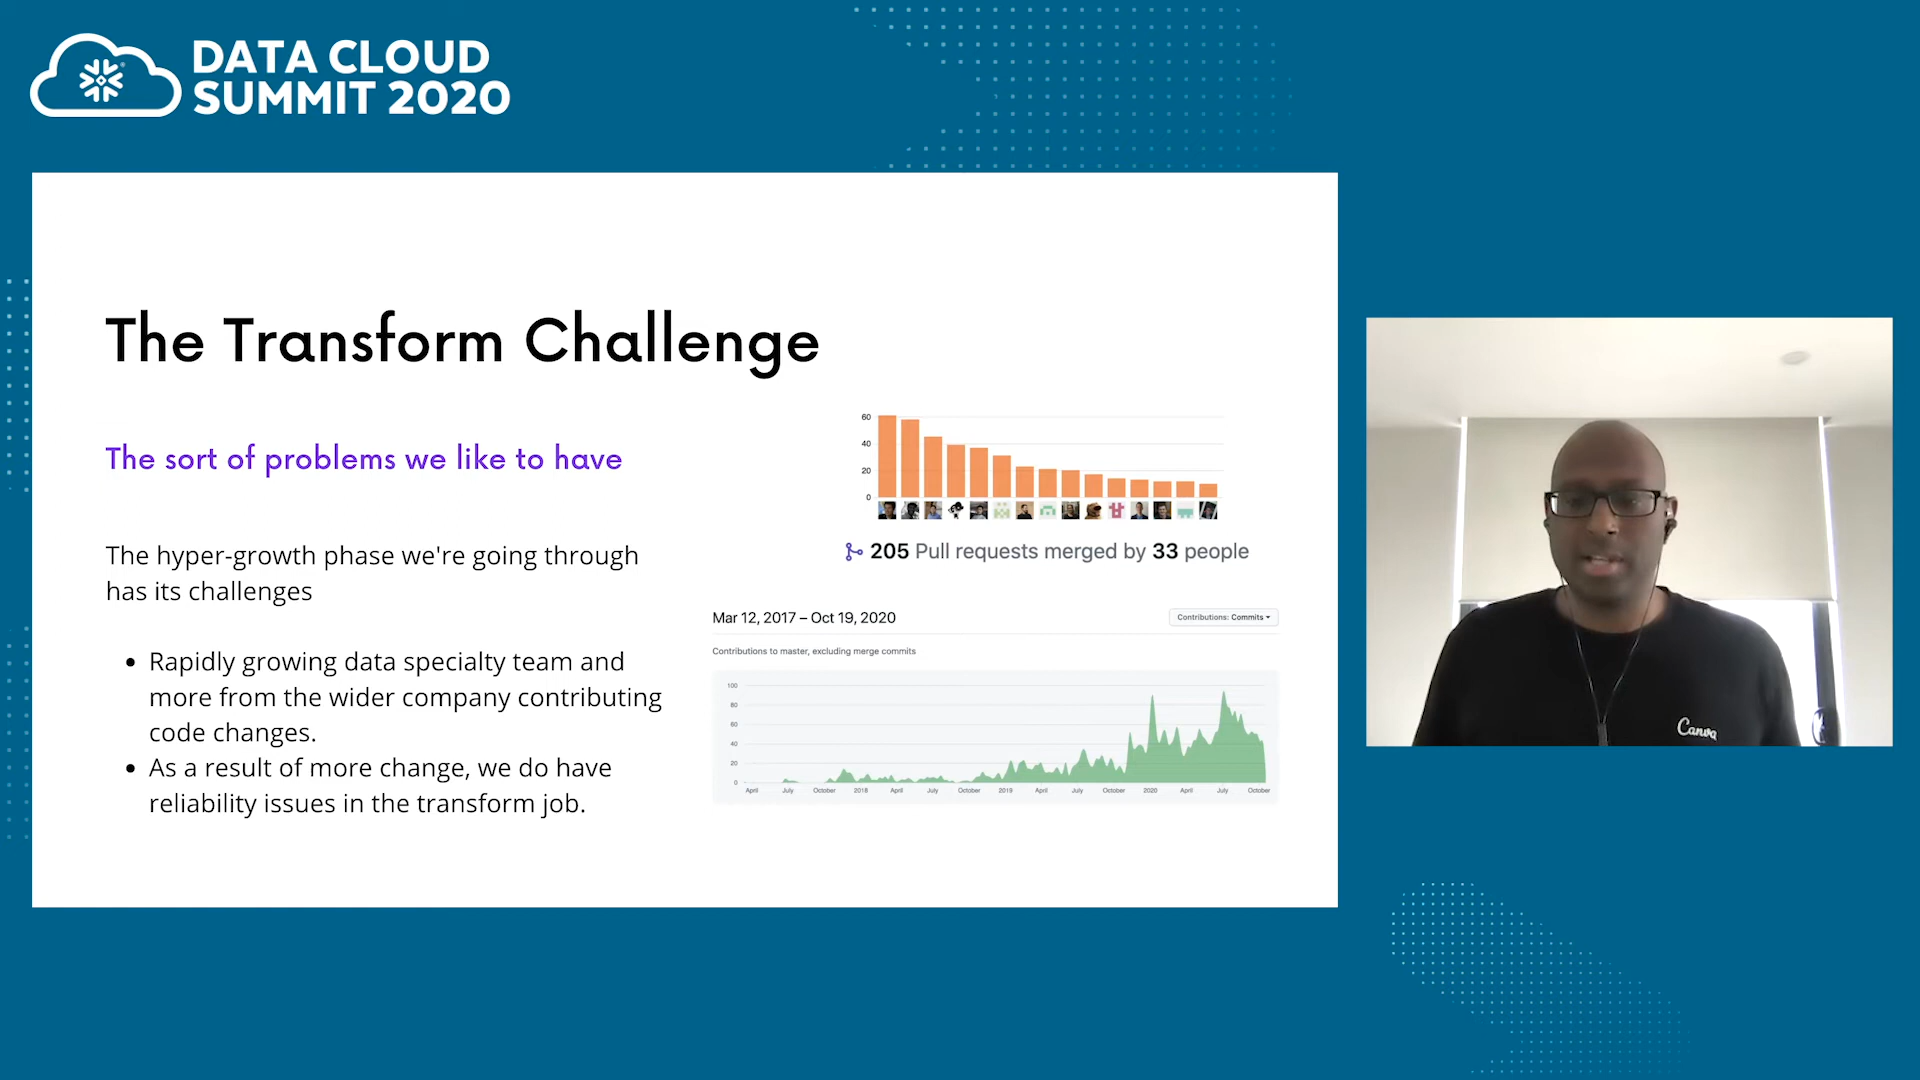 DATA CLOUD
SUMMIT 2020
The Transform Challenge
The sort of problems we like to have
The hyper-growth phase we're going through
has its challenges
• Rapidly growing data specialty team and
more from the wider company contributing
code changes.
• As a result of more change, we do have
reliability issues in the transform job.
60
40
20
0
205 Pull requests merged by 33 people
Mar 12, 2017 – Oct 19, 2020
Contributions: Commits
Contributions to master, excluding merge commits
100
80
60
40
20
0
April July October 2018 April July October 2019 April July October 2020 April July October
Canva